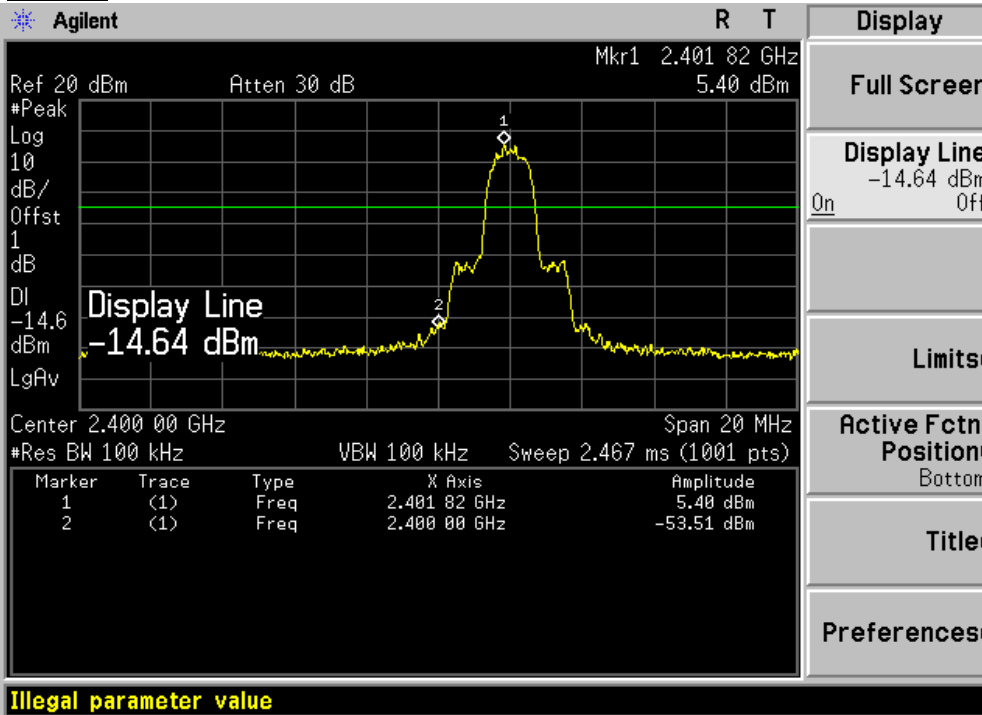 Agilent R T Display
Mkr1 2.401 82 GHz
Ref 20 dBm Atten 30 dB 5.40 dBm
#Peak
Log
10
dB/
Offst
1
dB
DI
-14.6
dBm
LgAv
1
2
Display Line
-14.64 dBm
Center 2.400 00 GHz Span 20 MHz
#Res BW 100 kHz VBW 100 kHz Sweep 2.467 ms (1001 pts)
Marker Trace Type X Axis Amplitude
1 (1) Freq 2.401 82 GHz 5.40 dBm
2 (1) Freq 2.400 00 GHz -53.51 dBm
Full Screen
Display Line
-14.64 dBm
On Off
Limits
Active Fctn
Position
Bottom
Title
Preferences
Illegal parameter value